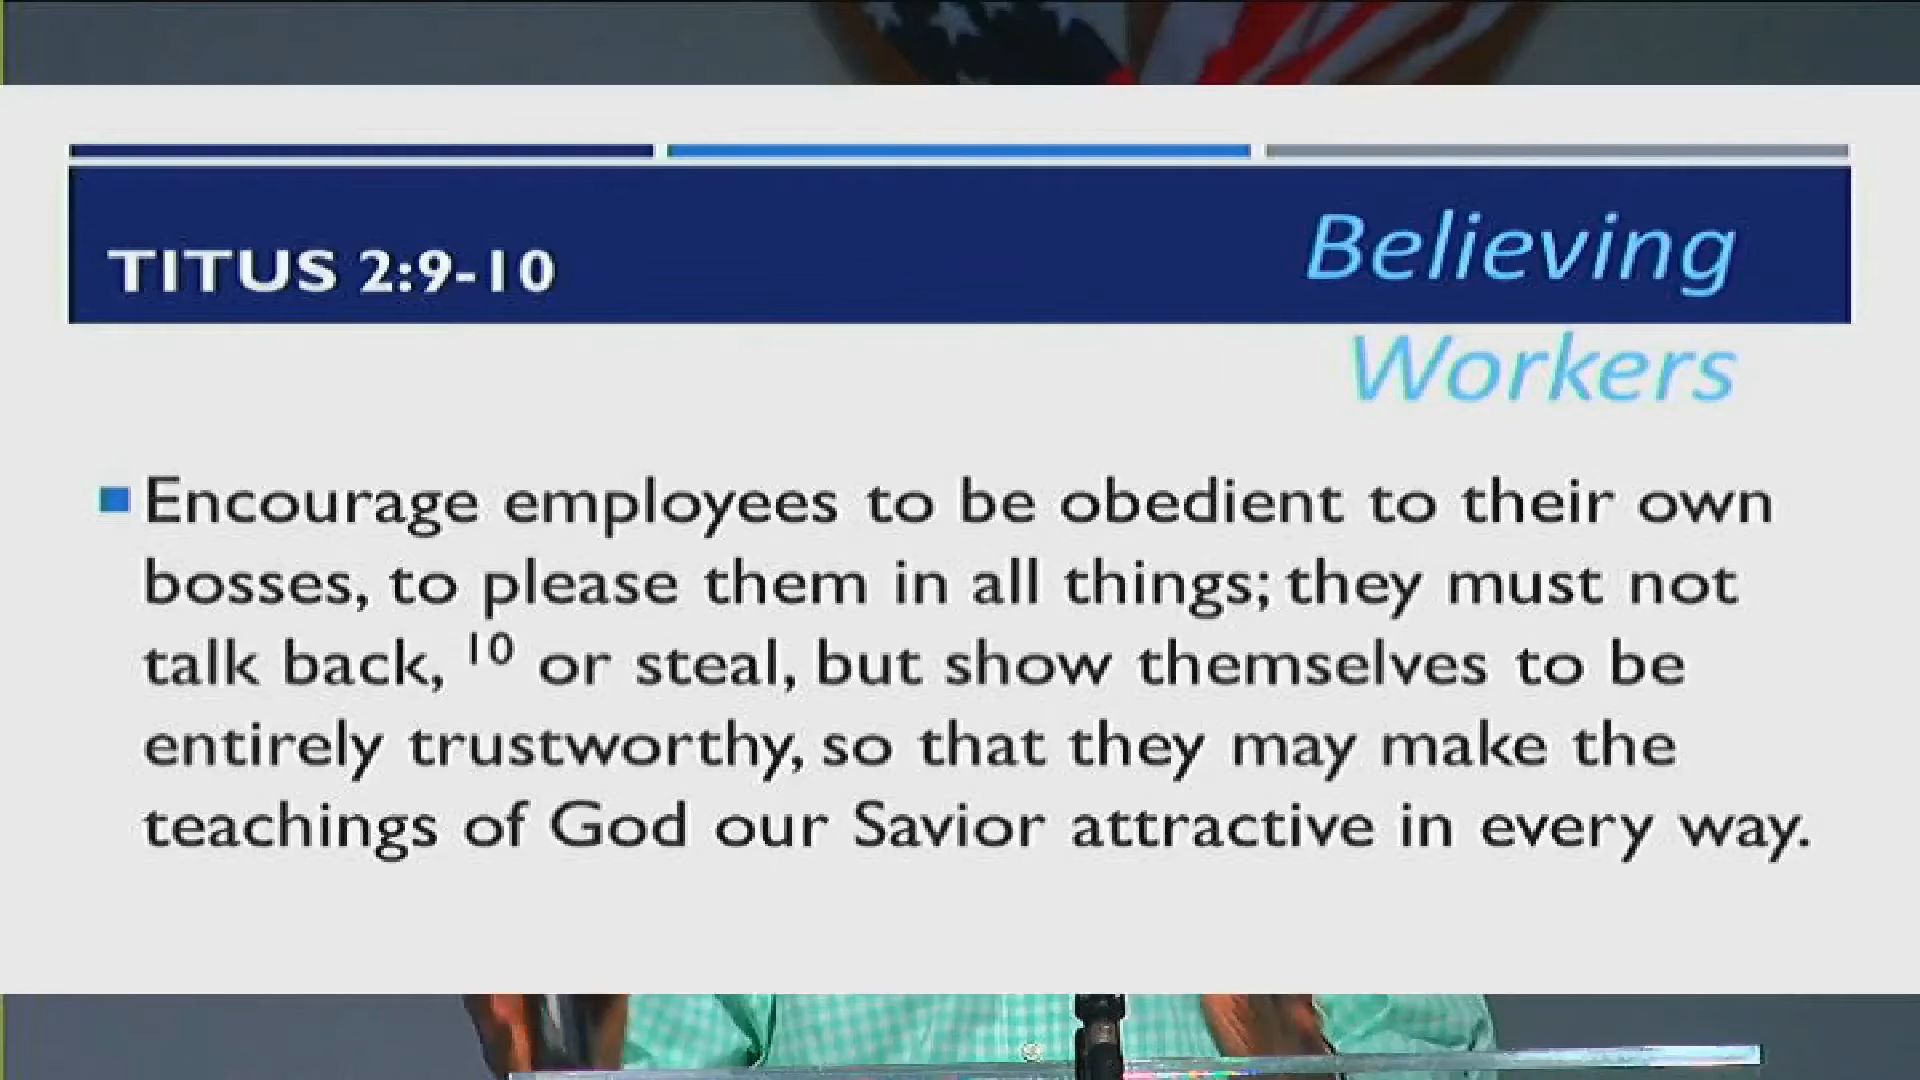 TITUS 2:9-10
Believing
Workers
Encourage employees to be obedient to their own
bosses, to please them in all things; they must not
talk back, 10 or steal, but show themselves to be
entirely trustworthy, so that they may make the
teachings of God our Savior attractive in every way.